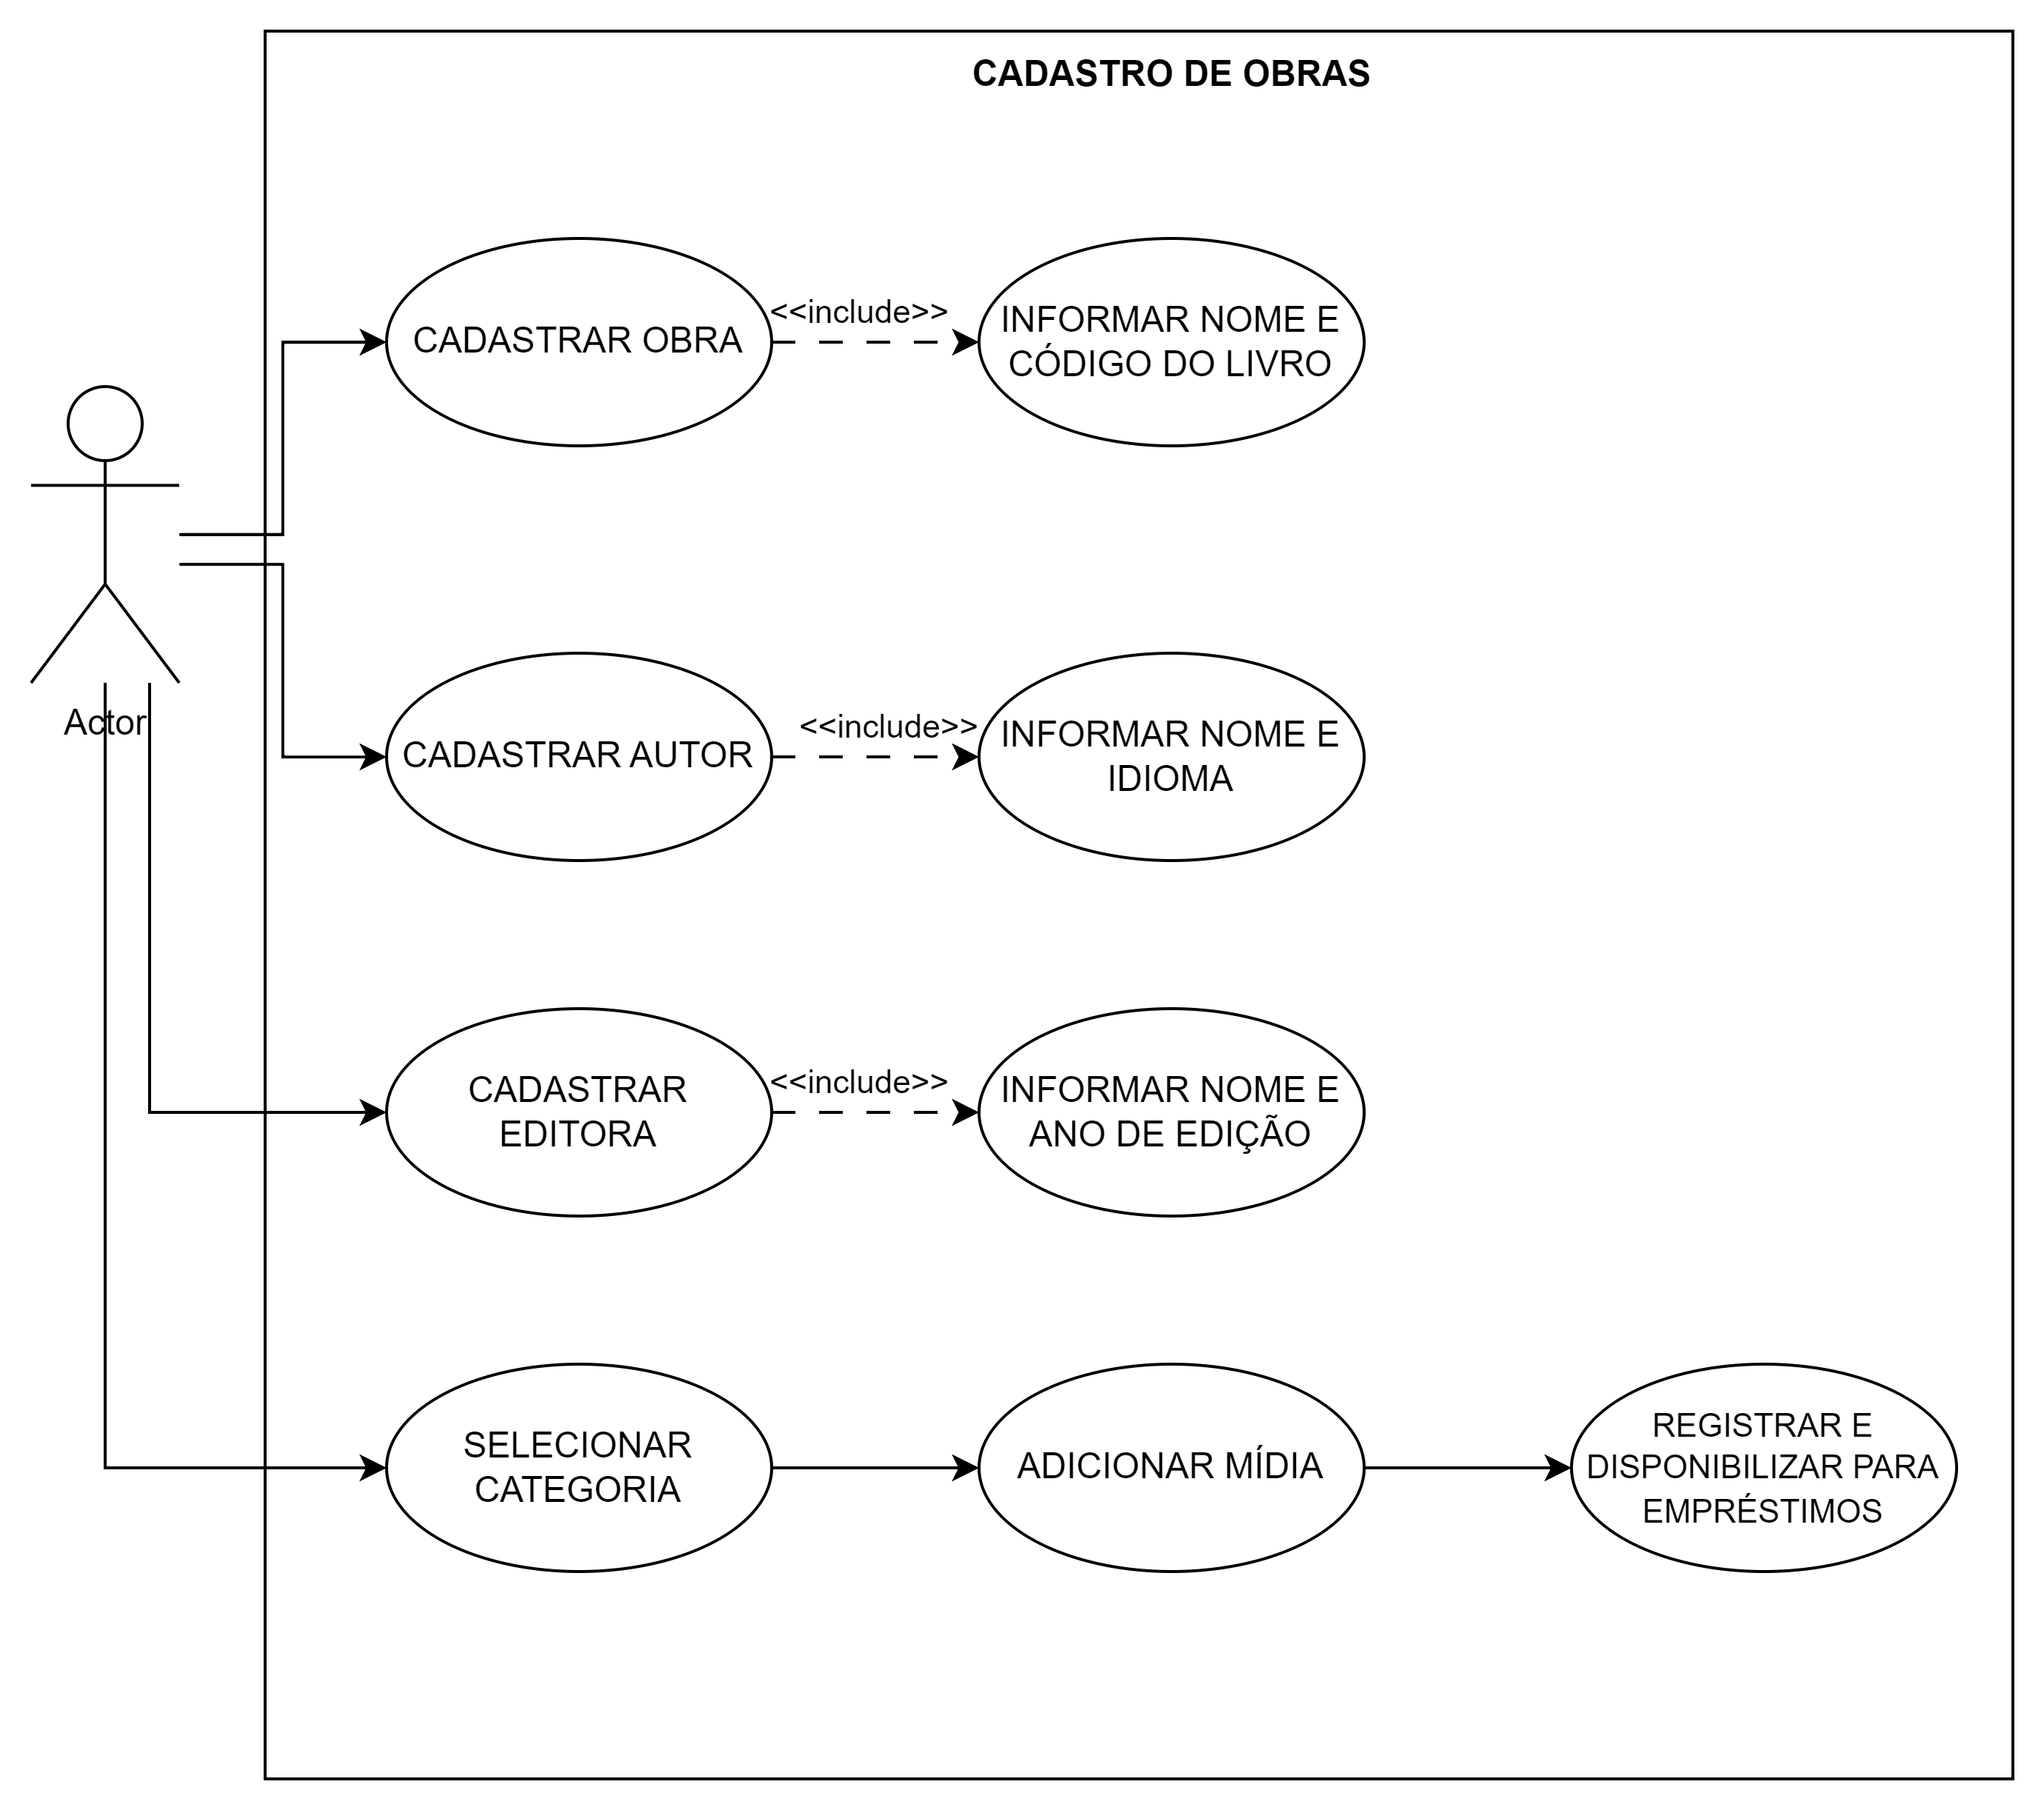 CADASTRO DE OBRAS
CADASTRAR OBRA
<<include>>
INFORMAR NOME E
CÓDIGO DO LIVRO
Actor
CADASTRAR AUTOR
<<include>>
INFORMAR NOME E
IDIOMA
CADASTRAR
EDITORA
<<include>>
INFORMAR NOME E
ANO DE EDIÇÃO
SELECIONAR
CATEGORIA
ADICIONAR MÍDIA
REGISTRAR E
DISPONIBILIZAR PARA
EMPRÉSTIMOS